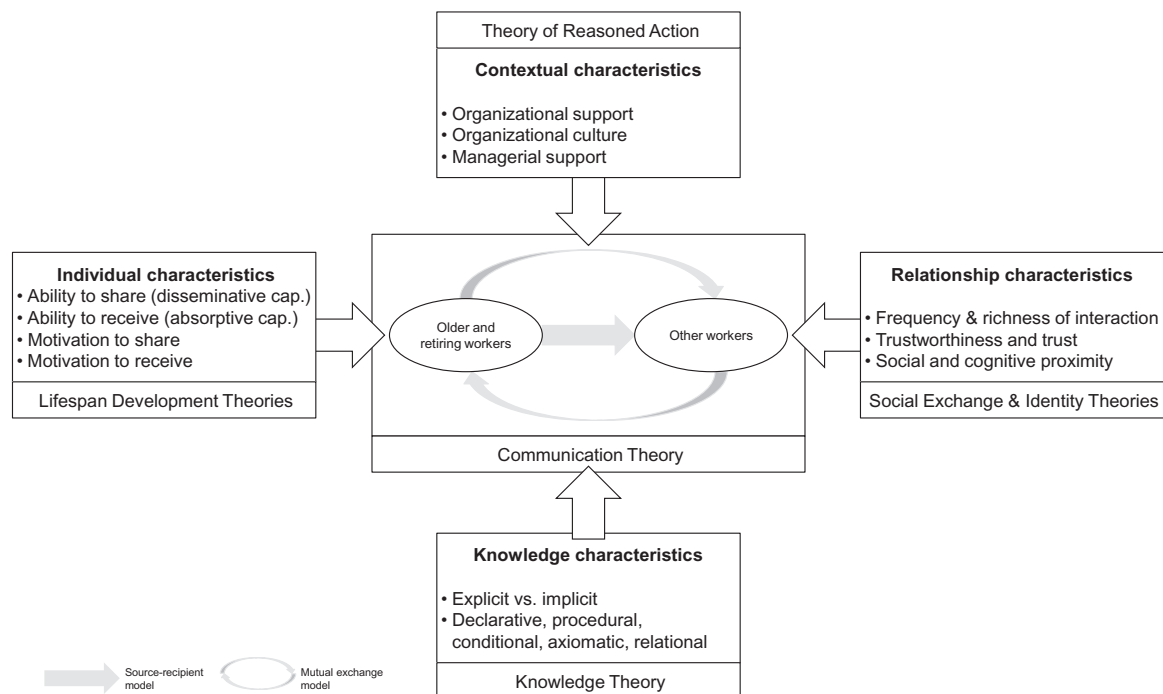 Theory of Reasoned Action
Contextual characteristics
• Organizational support
• Organizational culture
• Managerial support
Individual characteristics
• Ability to share (disseminative cap.)
• Ability to receive (absorptive cap.)
• Motivation to share
• Motivation to receive
Lifespan Development Theories
Older and
retiring workers
Other workers
Communication Theory
Relationship characteristics
• Frequency & richness of interaction
• Trustworthiness and trust
• Social and cognitive proximity
Social Exchange & Identity Theories
Knowledge characteristics
• Explicit vs. implicit
• Declarative, procedural,
conditional, axiomatic, relational
Knowledge Theory
Source-recipient
model
Mutual exchange
model